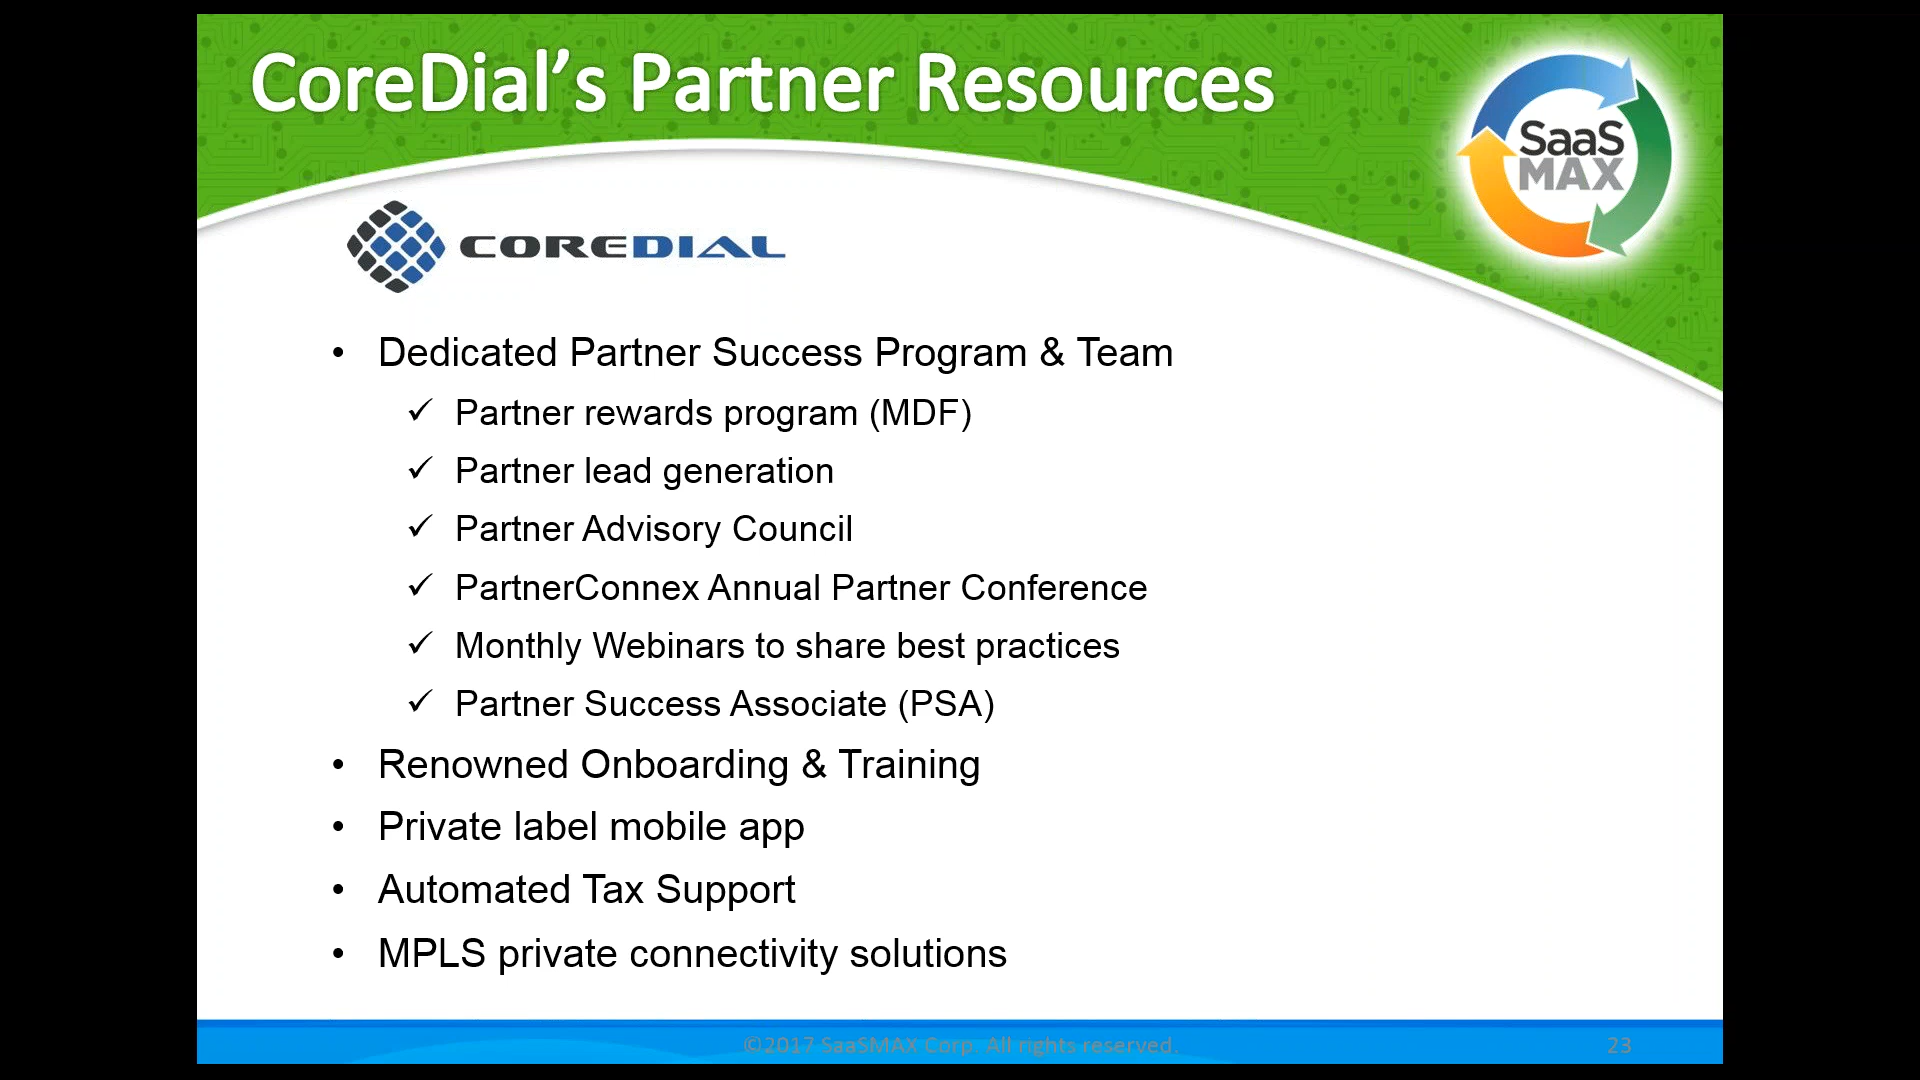 CoreDial’s Partner Resources
SaaS
MAX
COREDIAL
• Dedicated Partner Success Program & Team
✓ Partner rewards program (MDF)
✓ Partner lead generation
✓ Partner Advisory Council
✓ PartnerConnex Annual Partner Conference
✓ Monthly Webinars to share best practices
✓ Partner Success Associate (PSA)
• Renowned Onboarding & Training
• Private label mobile app
• Automated Tax Support
• MPLS private connectivity solutions
©2017 SaaSMAX Corp. All rights reserved.
23